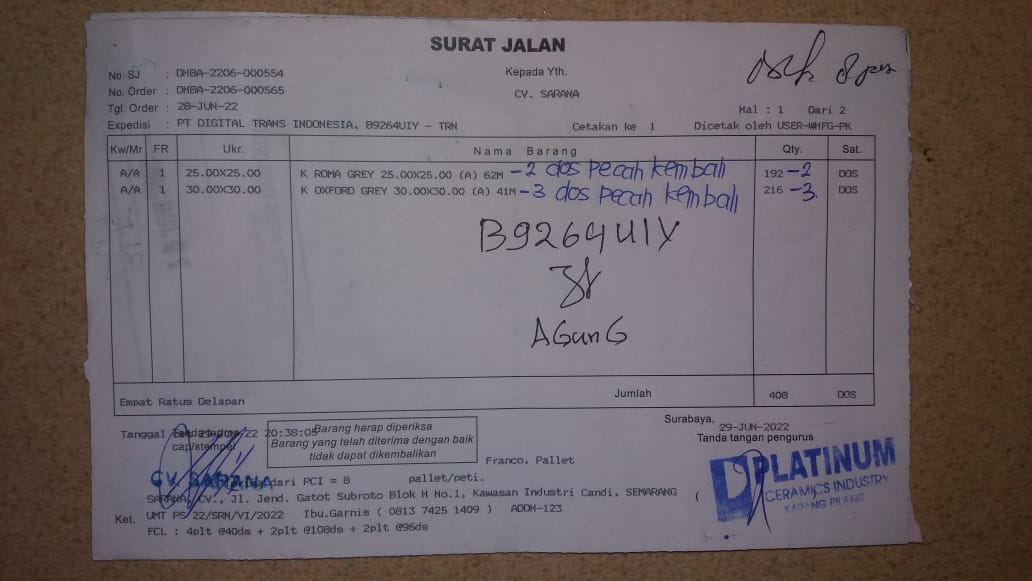 SURAT JALAN
No. SJ : DHBA-2206-000554
Kepada Yth.
No. Order : DHBA-2206-000565
CV. SARANA
Tgl. Order : 28-JUN-22
Hal : 1 Dari 2
Expedisi : PT DIGITAL TRANS INDONESIA. B9264UIY - TRN
Cetakan ke 1
Dicetak oleh USER-WHFG-PK
Kw/Mr FR Ukr. Nama Barang Qty. Sat.
A/A 1 25.00X25.00 K ROMA GREY 25.00X25.00 (A) 62M - 2 dos pecah kembali 192 - 2 DOS
A/A 1 30.00X30.00 K OXFORD GREY 30.00X30.00 (A) 41M - 3 dos pecah kembali 216 - 3 DOS
B9264UIY
AGunG
Empat Ratus Delapan Jumlah 408 DOS
Surabaya,
29-JUN-2022
Tanda tangan pengurus
Tanggal
22 20:38:05
cap/stempel
Barang harap diperiksa
Barang yang telah diterima dengan baik
tidak dapat dikembalikan
Franco, Pallet
CV. SARANA
dari PCI = 8 pallet/peti.
PLATINUM
CERAMICS INDUSTRY
KARANG PILANG
SARANA, CV., Jl. Jend. Gatot Subroto Blok H No.1, Kawasan Industri Candi, SEMARANG (
Ket. UMT PS/22/SRN/VI/2022 Ibu.Garnis ( 0813 7425 1409 ) ADOH-123
FCL : 4plt @40ds + 2plt @108ds + 2plt @96ds